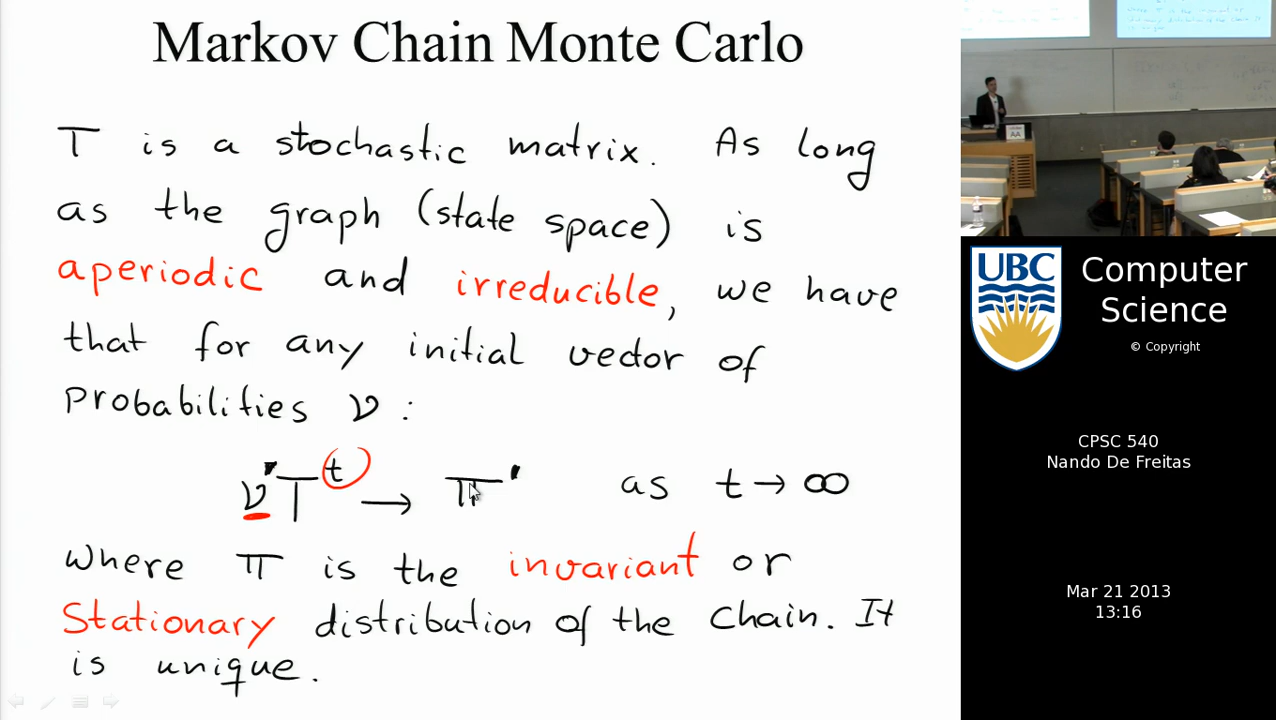 Markov Chain Monte Carlo
T is a stochastic matrix. As long
as the graph (state space) is
aperiodic and irreducible, we have
that for any initial vector of
Probabilities ν :
ν'T^t → π' as t → ∞
where π is the invariant or
Stationary distribution of the Chain. It
is unique.
AA
UBC
Computer
Science
© Copyright
CPSC 540
Nando De Freitas
Mar 21 2013
13:16